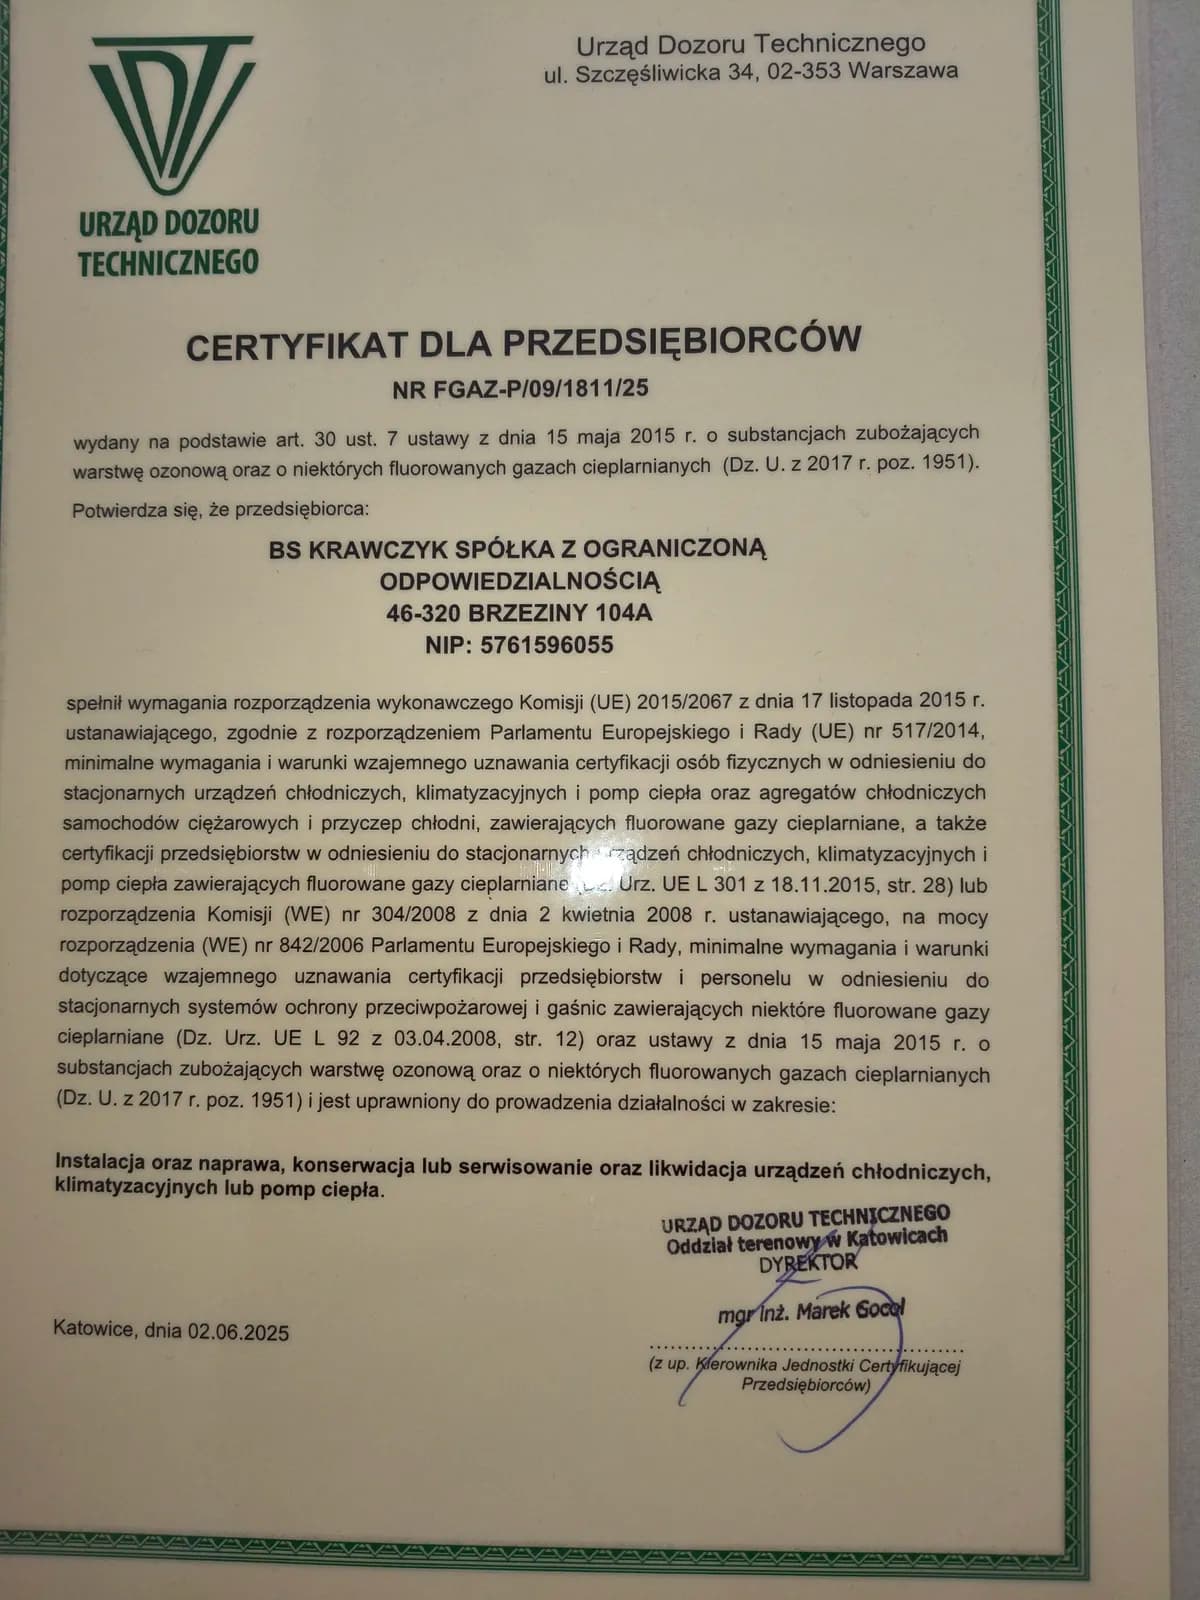 Urząd Dozoru Technicznego
ul. Szczęśliwicka 34, 02-353 Warszawa
UDT
URZĄD DOZORU
TECHNICZNEGO
CERTYFIKAT DLA PRZEDSIĘBIORCÓW
NR FGAZ-P/09/1811/25
wydany na podstawie art. 30 ust. 7 ustawy z dnia 15 maja 2015 r. o substancjach zubożających
warstwę ozonową oraz o niektórych fluorowanych gazach cieplarnianych (Dz. U. z 2017 r. poz. 1951).
Potwierdza się, że przedsiębiorca:
BS KRAWCZYK SPÓŁKA Z OGRANICZONĄ
ODPOWIEDZIALNOŚCIĄ
46-320 BRZEZINY 104A
NIP: 5761596055
spełnił wymagania rozporządzenia wykonawczego Komisji (UE) 2015/2067 z dnia 17 listopada 2015 r.
ustanawiającego, zgodnie z rozporządzeniem Parlamentu Europejskiego i Rady (UE) nr 517/2014,
minimalne wymagania i warunki wzajemnego uznawania certyfikacji osób fizycznych w odniesieniu do
stacjonarnych urządzeń chłodniczych, klimatyzacyjnych i pomp ciepła oraz agregatów chłodniczych
samochodów ciężarowych i przyczep chłodni, zawierających fluorowane gazy cieplarniane, a także
certyfikacji przedsiębiorstw w odniesieniu do stacjonarnych urządzeń chłodniczych, klimatyzacyjnych i
pomp ciepła zawierających fluorowane gazy cieplarniane (Dz. Urz. UE L 301 z 18.11.2015, str. 28) lub
rozporządzenia Komisji (WE) nr 304/2008 z dnia 2 kwietnia 2008 r. ustanawiającego, na mocy
rozporządzenia (WE) nr 842/2006 Parlamentu Europejskiego i Rady, minimalne wymagania i warunki
dotyczące wzajemnego uznawania certyfikacji przedsiębiorstw i personelu w odniesieniu do
stacjonarnych systemów ochrony przeciwpożarowej i gaśnic zawierających niektóre fluorowane gazy
cieplarniane (Dz. Urz. UE L 92 z 03.04.2008, str. 12) oraz ustawy z dnia 15 maja 2015 r. o
substancjach zubożających warstwę ozonową oraz o niektórych fluorowanych gazach cieplarnianych
(Dz. U. z 2017 r. poz. 1951) i jest uprawniony do prowadzenia działalności w zakresie:
Instalacja oraz naprawa, konserwacja lub serwisowanie oraz likwidacja urządzeń chłodniczych,
klimatyzacyjnych lub pomp ciepła.
URZĄD DOZORU TECHNICZNEGO
Oddział terenowy w Katowicach
DYREKTOR
mgr inż. Marek Gocol
Katowice, dnia 02.06.2025
(z up. Kierownika Jednostki Certyfikującej
Przedsiębiorców)